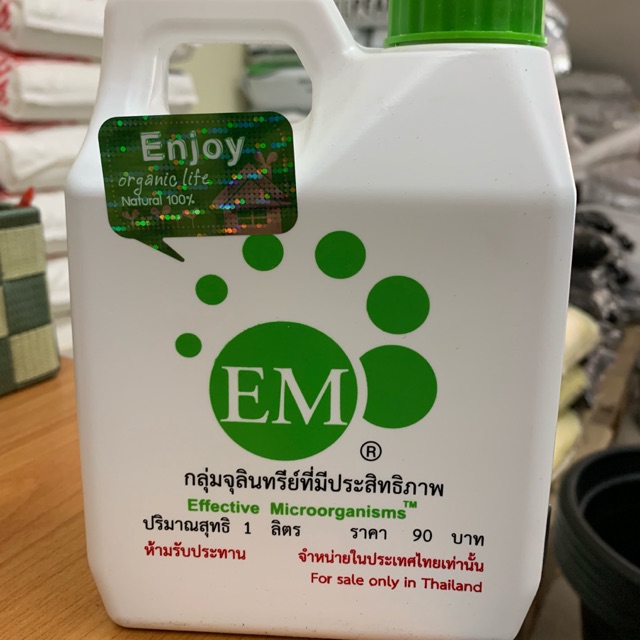 Enjoy
organic life
Natural 100%
EM
®
กลุ่มจุลินทรีย์ที่มีประสิทธิภาพ
Effective Microorganisms™
ปริมาณสุทธิ 1 ลิตร ราคา 90 บาท
ห้ามรับประทาน จำหน่ายในประเทศไทยเท่านั้น
For sale only in Thailand